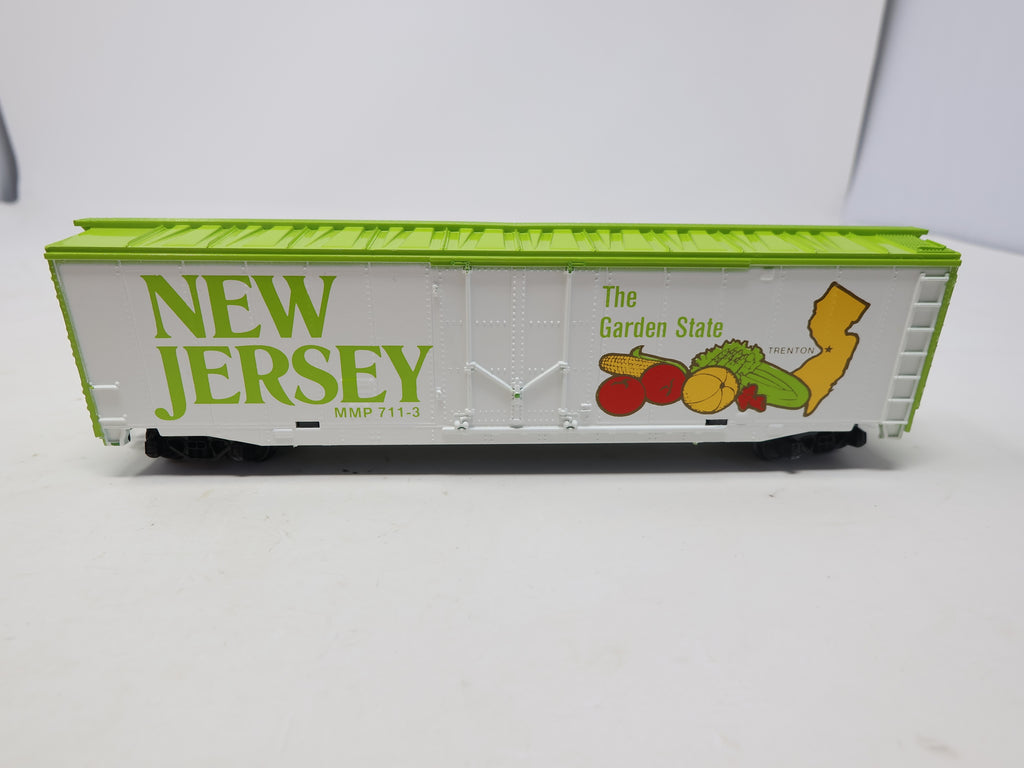 NEW
JERSEY
MMP 711-3
The
Garden State
TRENTON